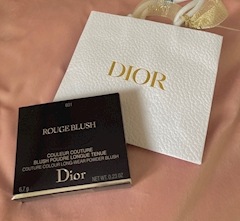 DIOR
ROUGE BLUSH
COULEUR COUTURE
BLUSH POUDRE LONGUE TENUE
COUTURE COLOUR LONG-WEAR POWDER BLUSH
Dior
6,7 g NET WT. 0.23 OZ